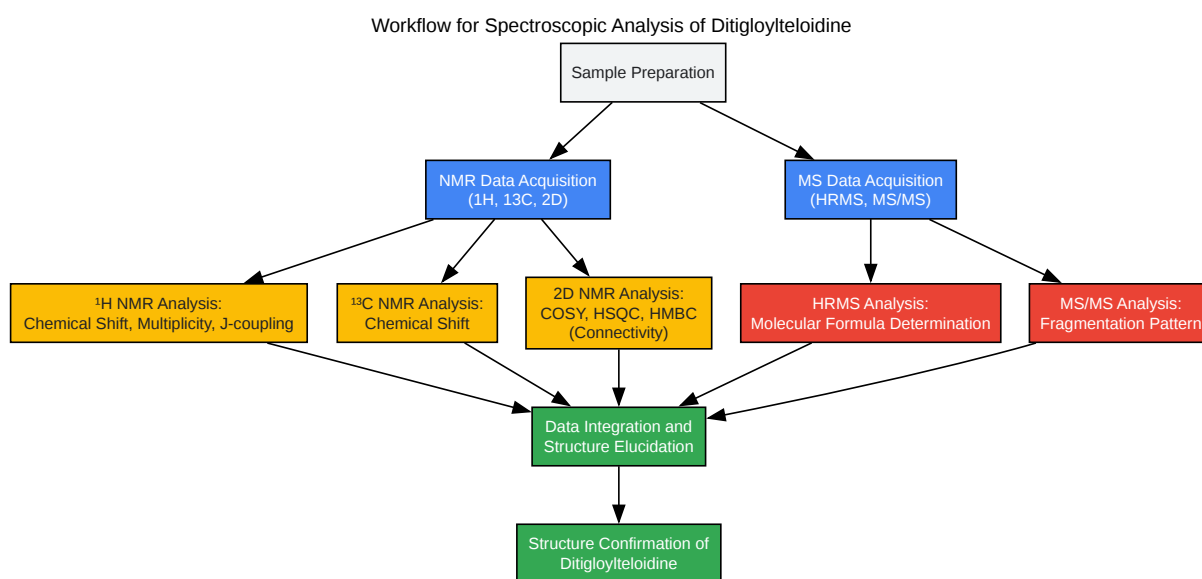 Workflow for Spectroscopic Analysis of Ditigloylteloidine
Sample Preparation
NMR Data Acquisition
(1H, 13C, 2D)
MS Data Acquisition
(HRMS, MS/MS)
¹H NMR Analysis:
Chemical Shift, Multiplicity, J-coupling
¹³C NMR Analysis:
Chemical Shift
2D NMR Analysis:
COSY, HSQC, HMBC
(Connectivity)
HRMS Analysis:
Molecular Formula Determination
MS/MS Analysis:
Fragmentation Pattern
Data Integration and
Structure Elucidation
Structure Confirmation of
Ditigloylteloidine